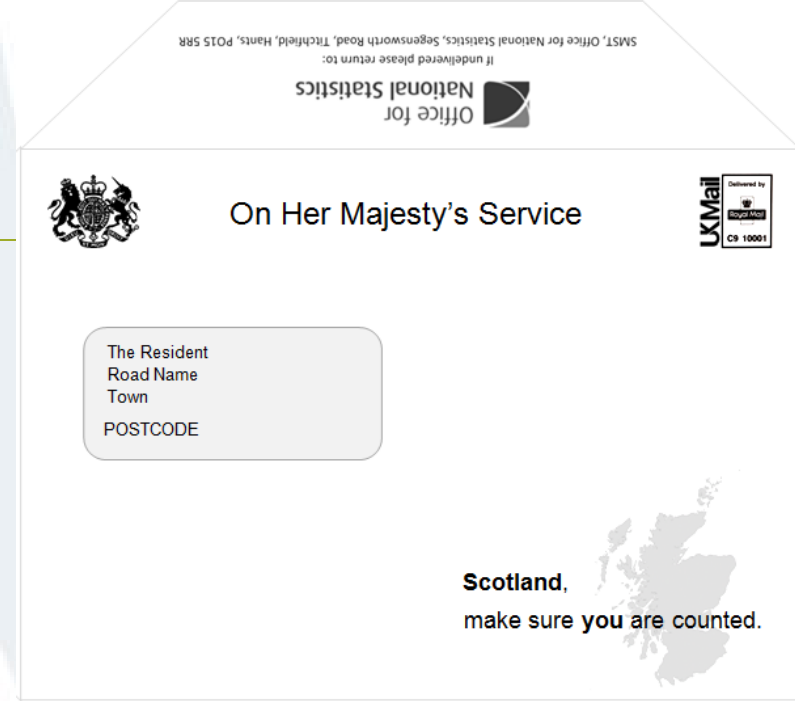 SMST, Office for National Statistics, Segensworth Road, Titchfield, Hants, PO15 5RR
If undelivered please return to:
Office for
National Statistics
On Her Majesty's Service
UKMail
Delivered by
Royal Mail
C9 10001
The Resident
Road Name
Town
POSTCODE
Scotland,
make sure you are counted.